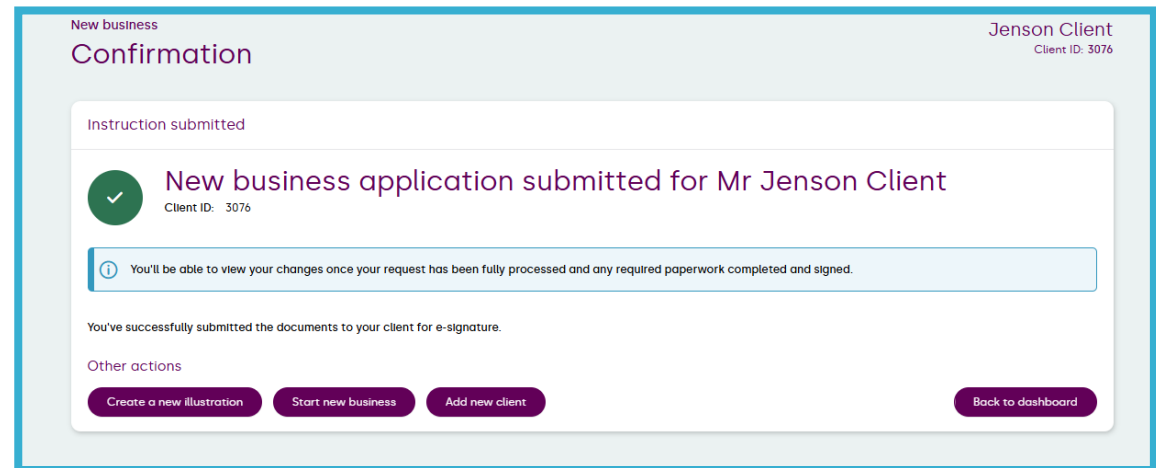 New business
Jenson Client
Confirmation
Client ID: 3076
Instruction submitted
New business application submitted for Mr Jenson Client
Client ID: 3076
You'll be able to view your changes once your request has been fully processed and any required paperwork completed and signed.
You've successfully submitted the documents to your client for e-signature.
Other actions
Create a new illustration
Start new business
Add new client
Back to dashboard